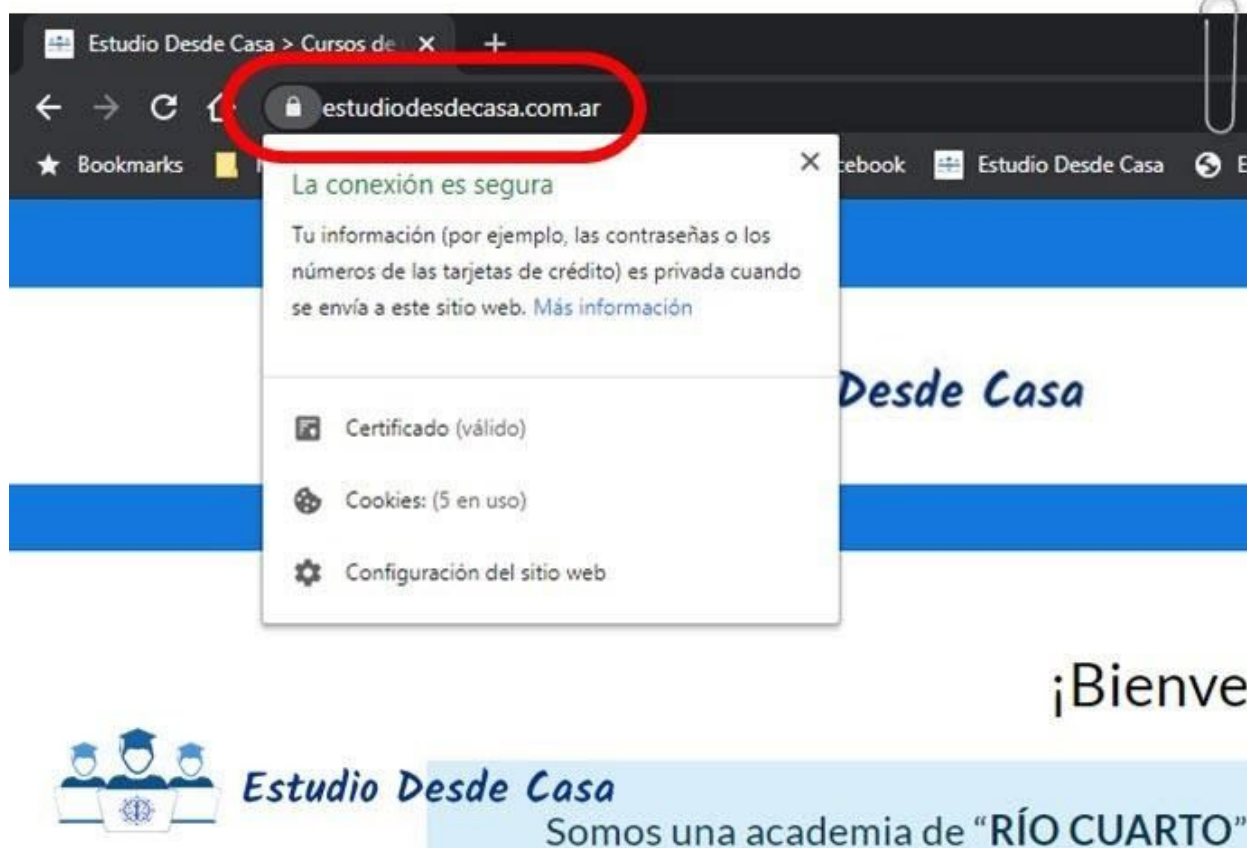 Estudio Desde Casa > Cursos de
estudiodesdecasa.com.ar
Bookmarks
cebook
Estudio Desde Casa
E
La conexión es segura
Tu información (por ejemplo, las contraseñas o los
números de las tarjetas de crédito) es privada cuando
se envía a este sitio web. Más información
Desde Casa
Certificado (válido)
Cookies: (5 en uso)
Configuración del sitio web
¡Bienve
Estudio Desde Casa
Somos una academia de “RÍO CUARTO”